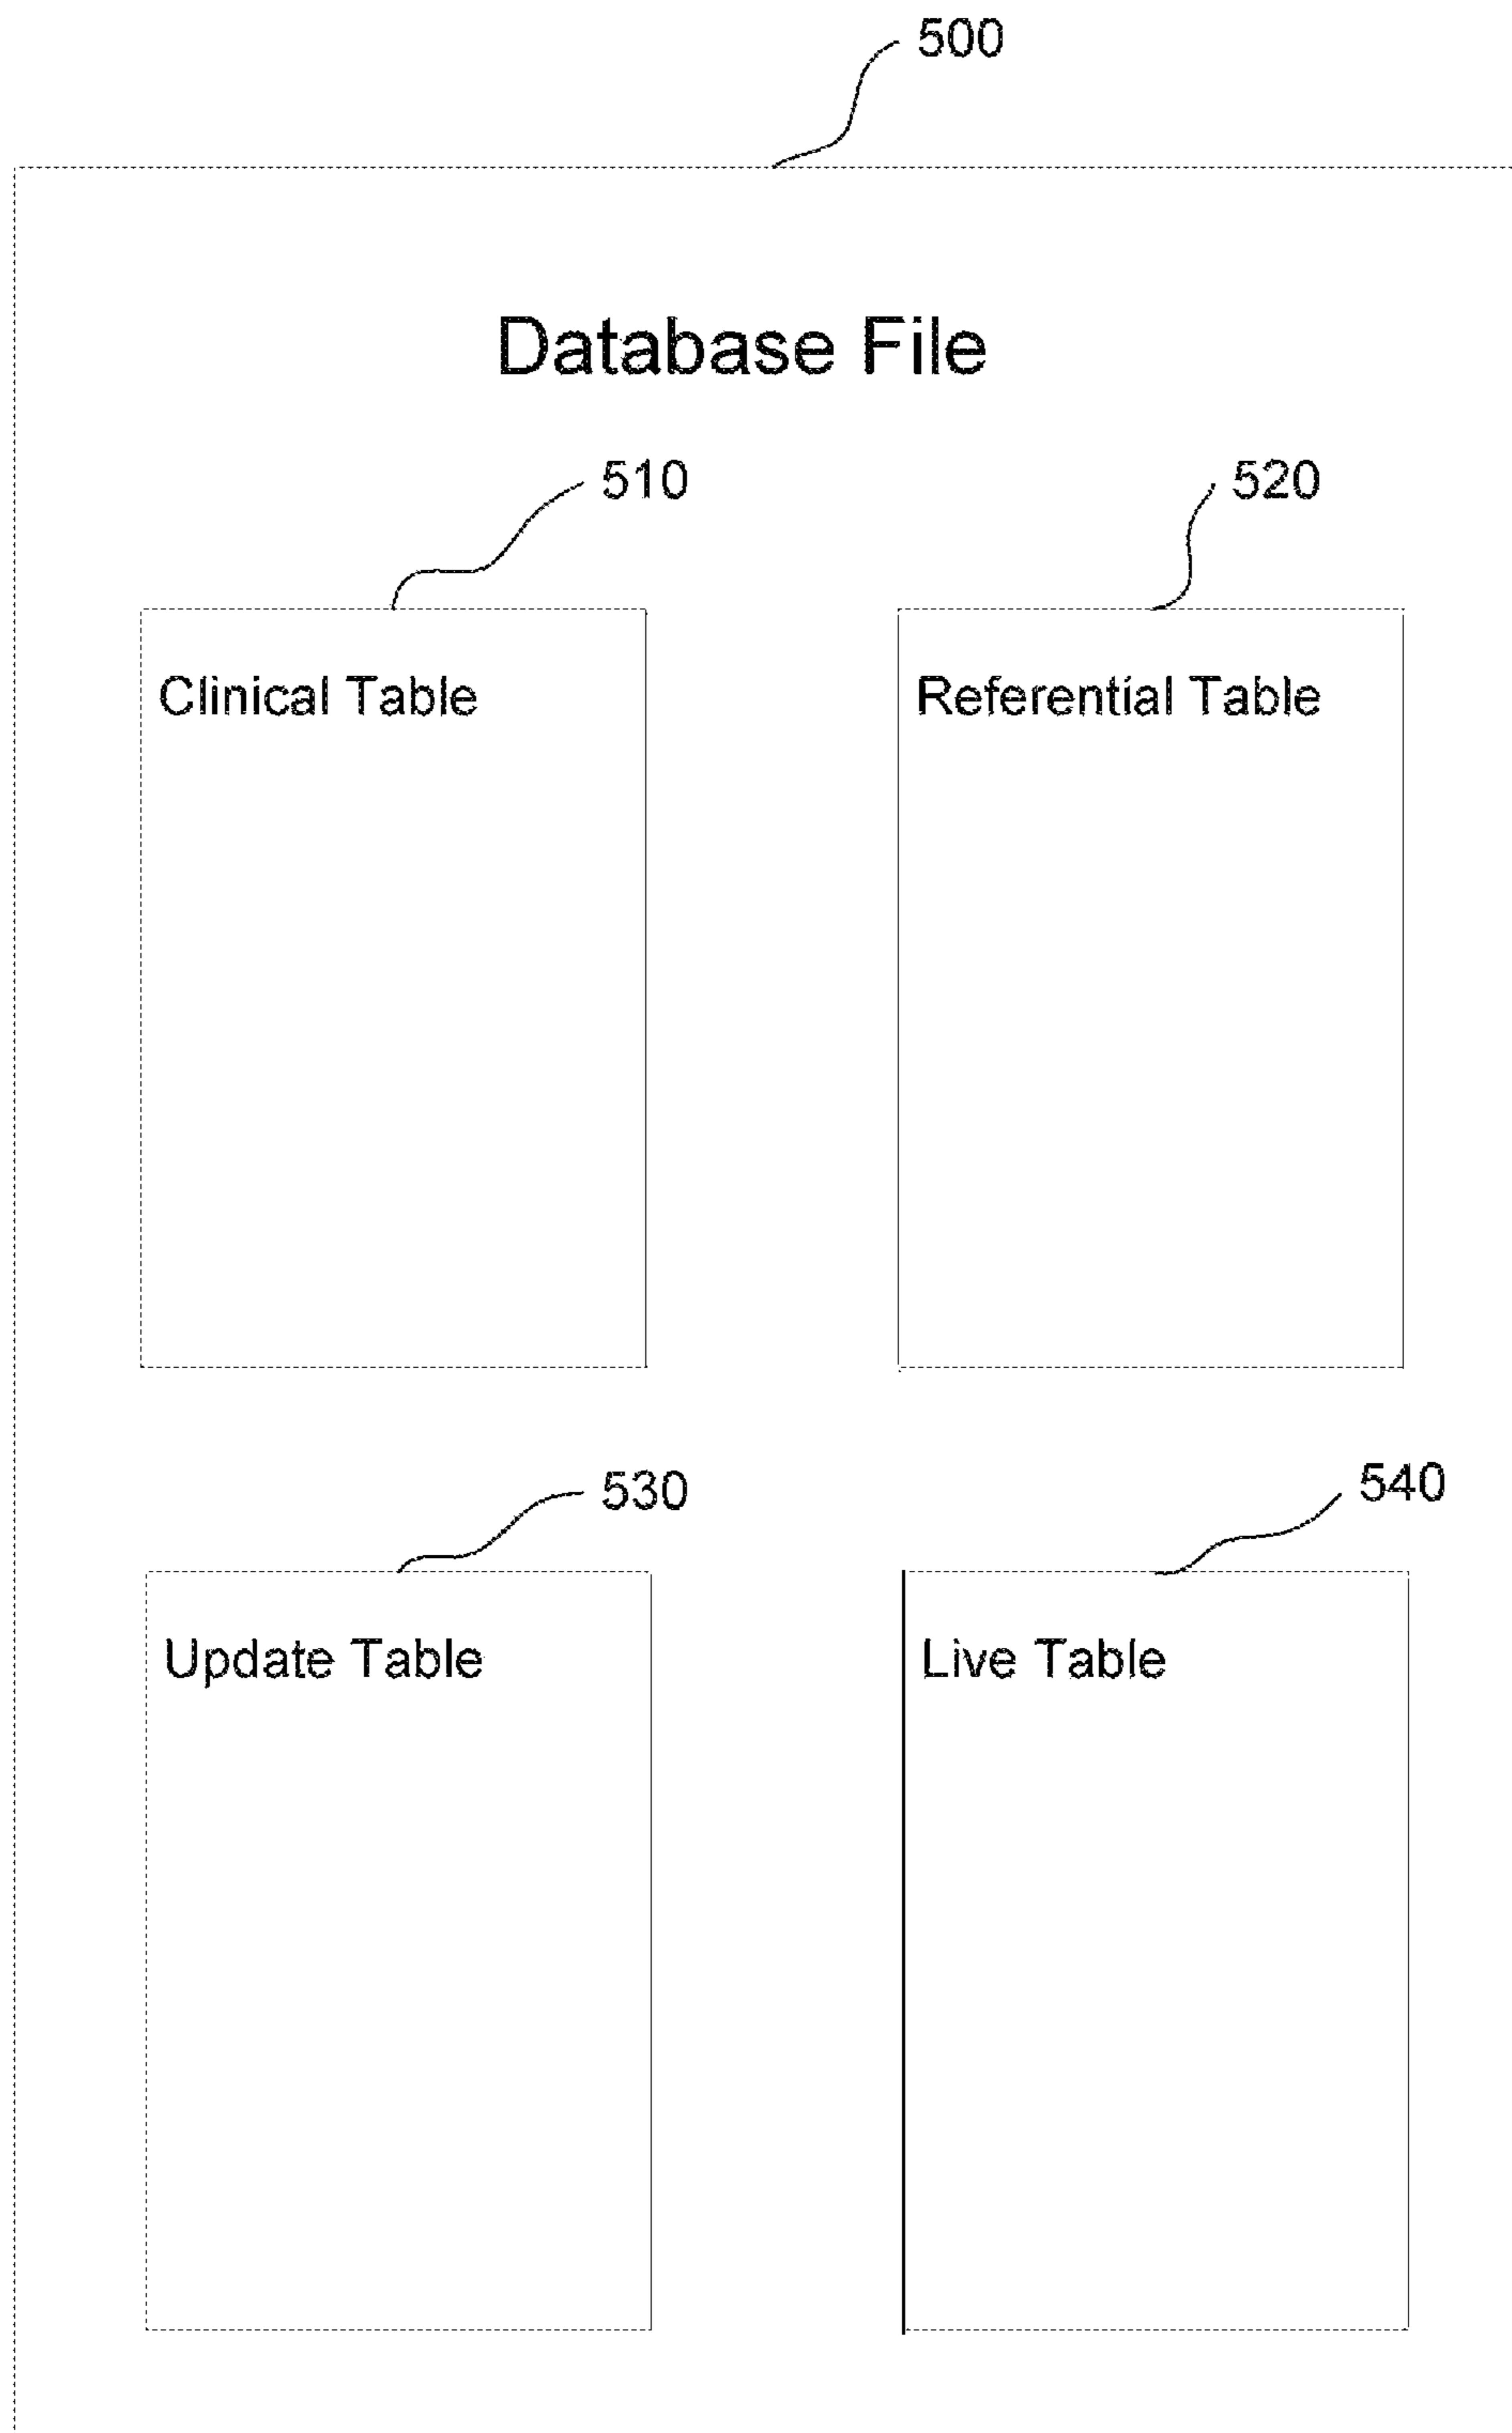 500
Database File
510
520
Clinical Table
Referential Table
530
540
Update Table
Live Table